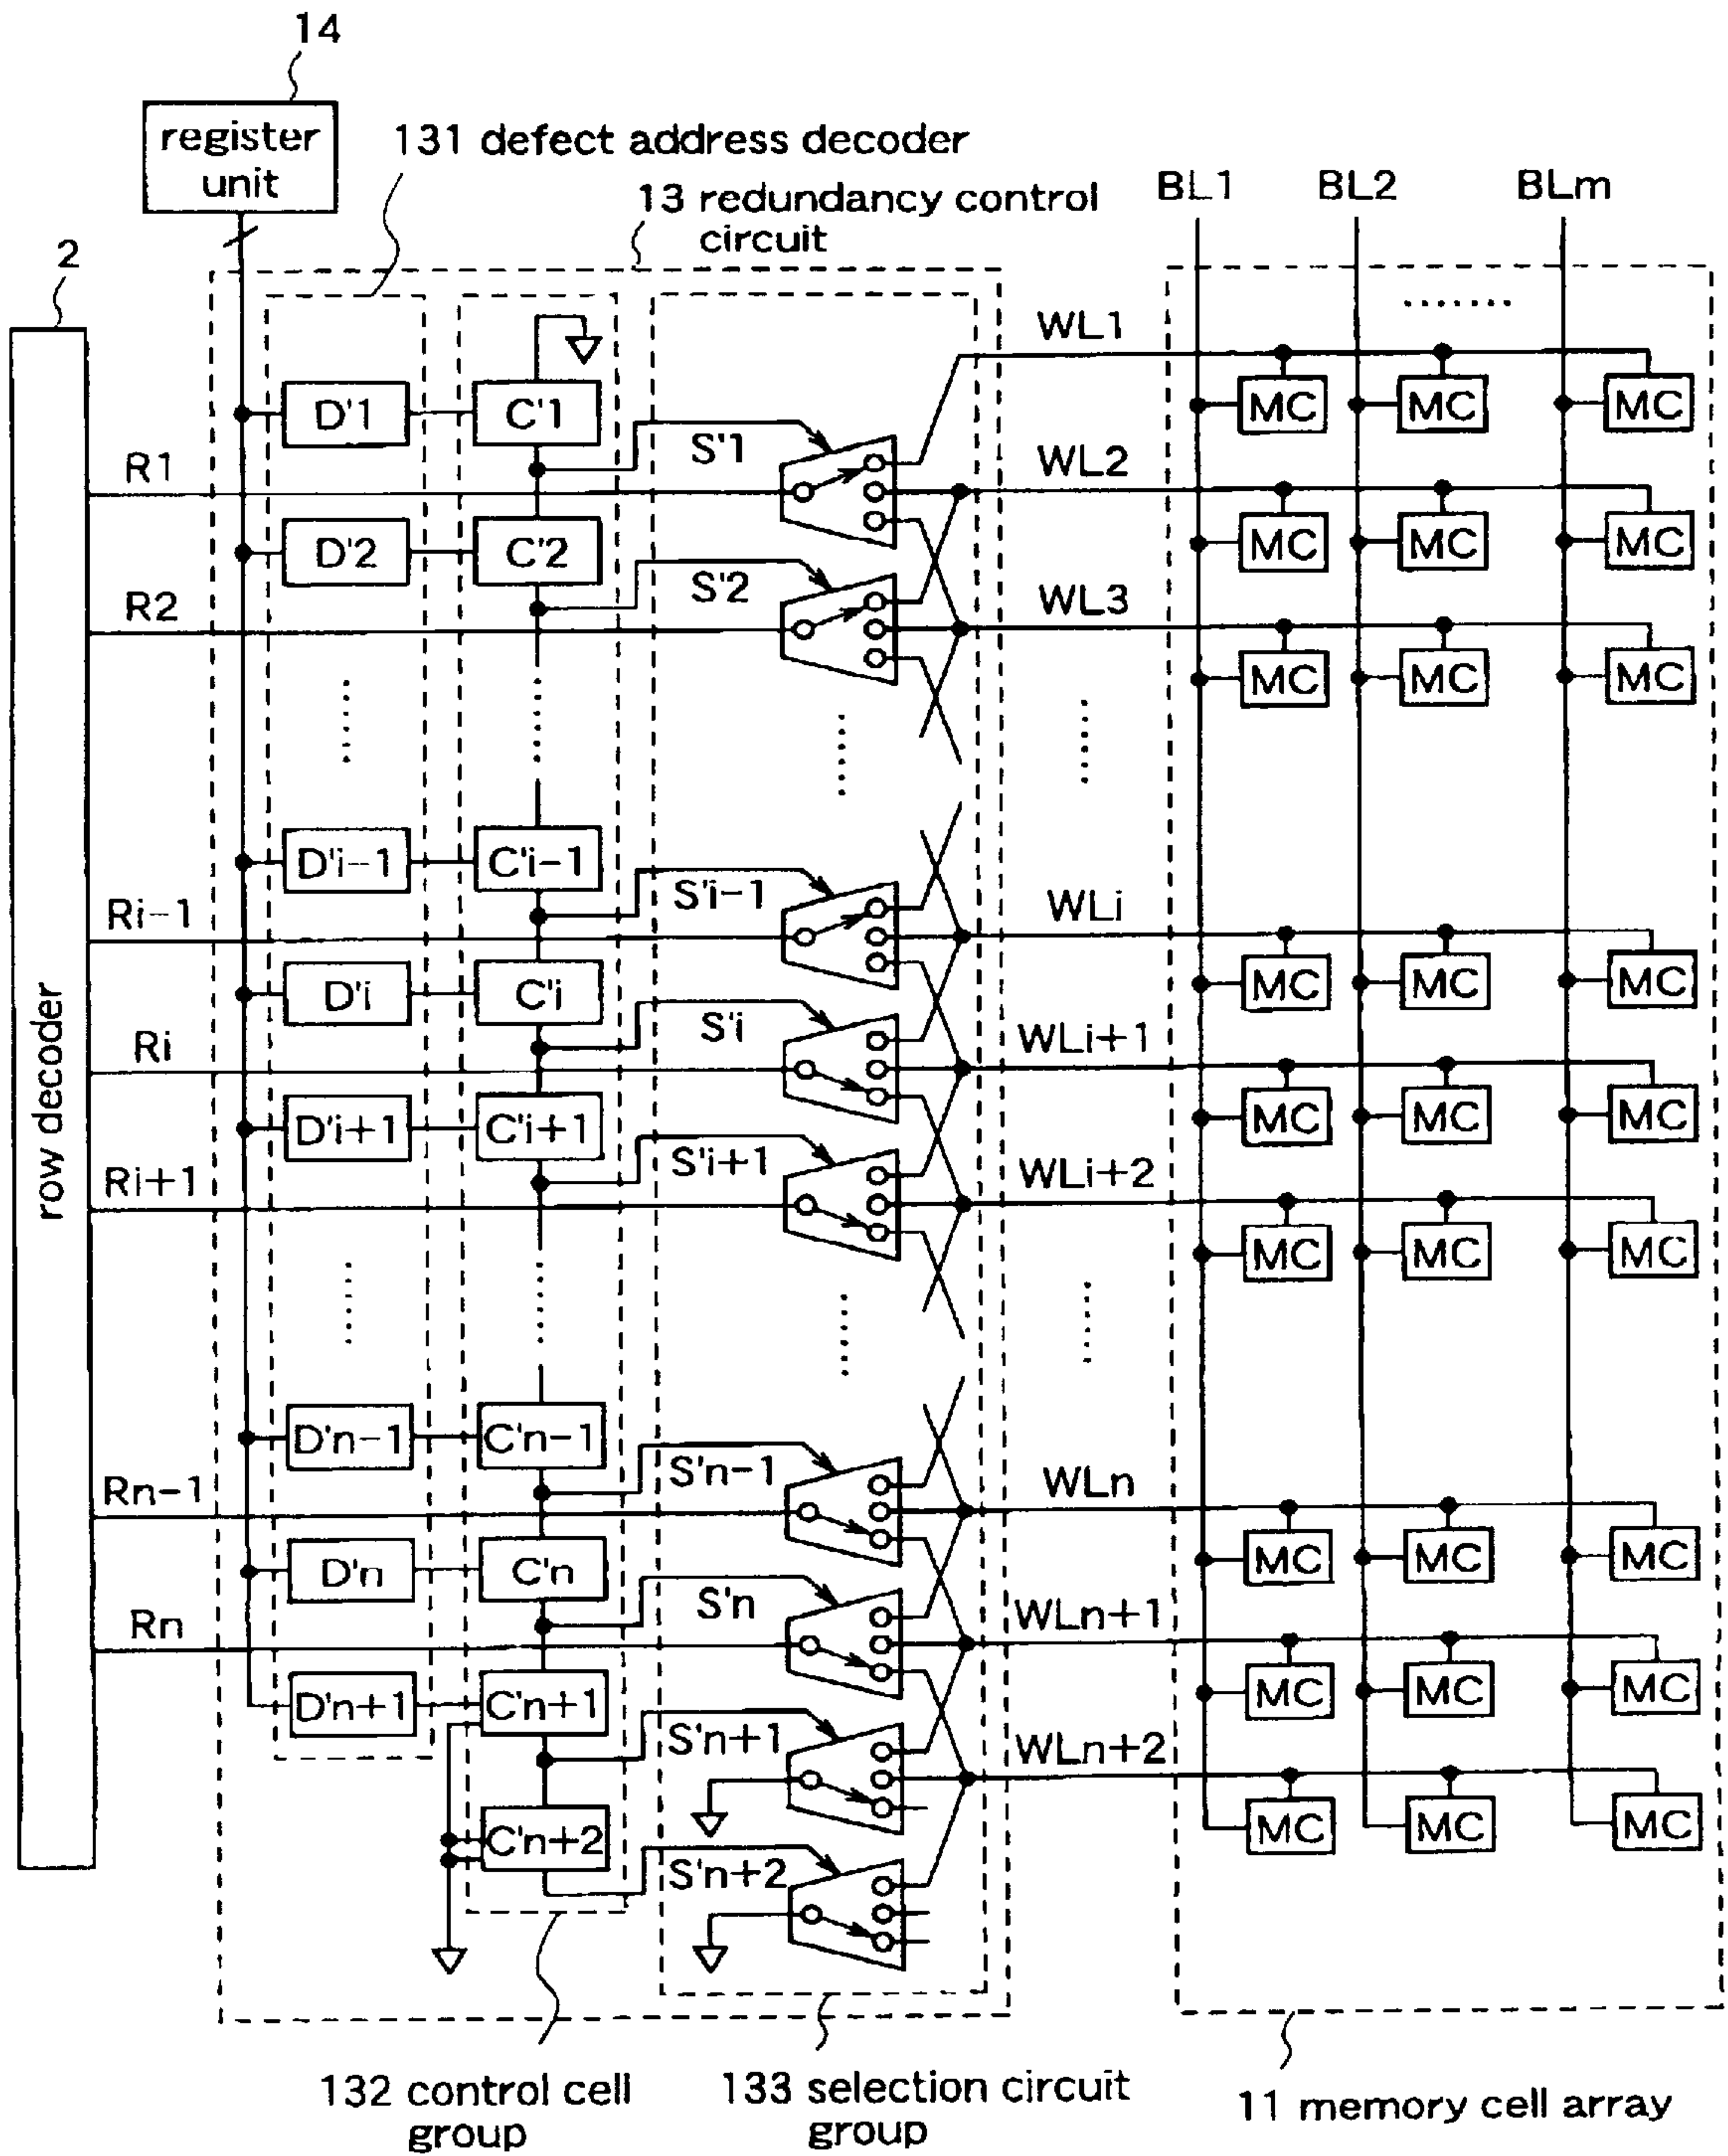 14
register
unit
131 defect address decoder
13 redundancy control
circuit
BL1 BL2 BLm
2
row decoder
WL1
D'1 C'1 MC MC MC
S'1
R1 WL2
D'2 C'2 MC MC MC
S'2
R2 WL3
MC MC MC
D'i-1 C'i-1
S'i-1
Ri-1 WLi
D'i C'i MC MC MC
S'i
Ri WLi+1
D'i+1 C'i+1 MC MC MC
S'i+1
Ri+1 WLi+2
MC MC MC
D'n-1 C'n-1
S'n-1
Rn-1 WLn
D'n C'n MC MC MC
S'n
Rn WLn+1
D'n+1 C'n+1 MC MC MC
S'n+1
WLn+2
C'n+2 MC MC MC
S'n+2
132 control cell
group
133 selection circuit
group
11 memory cell array